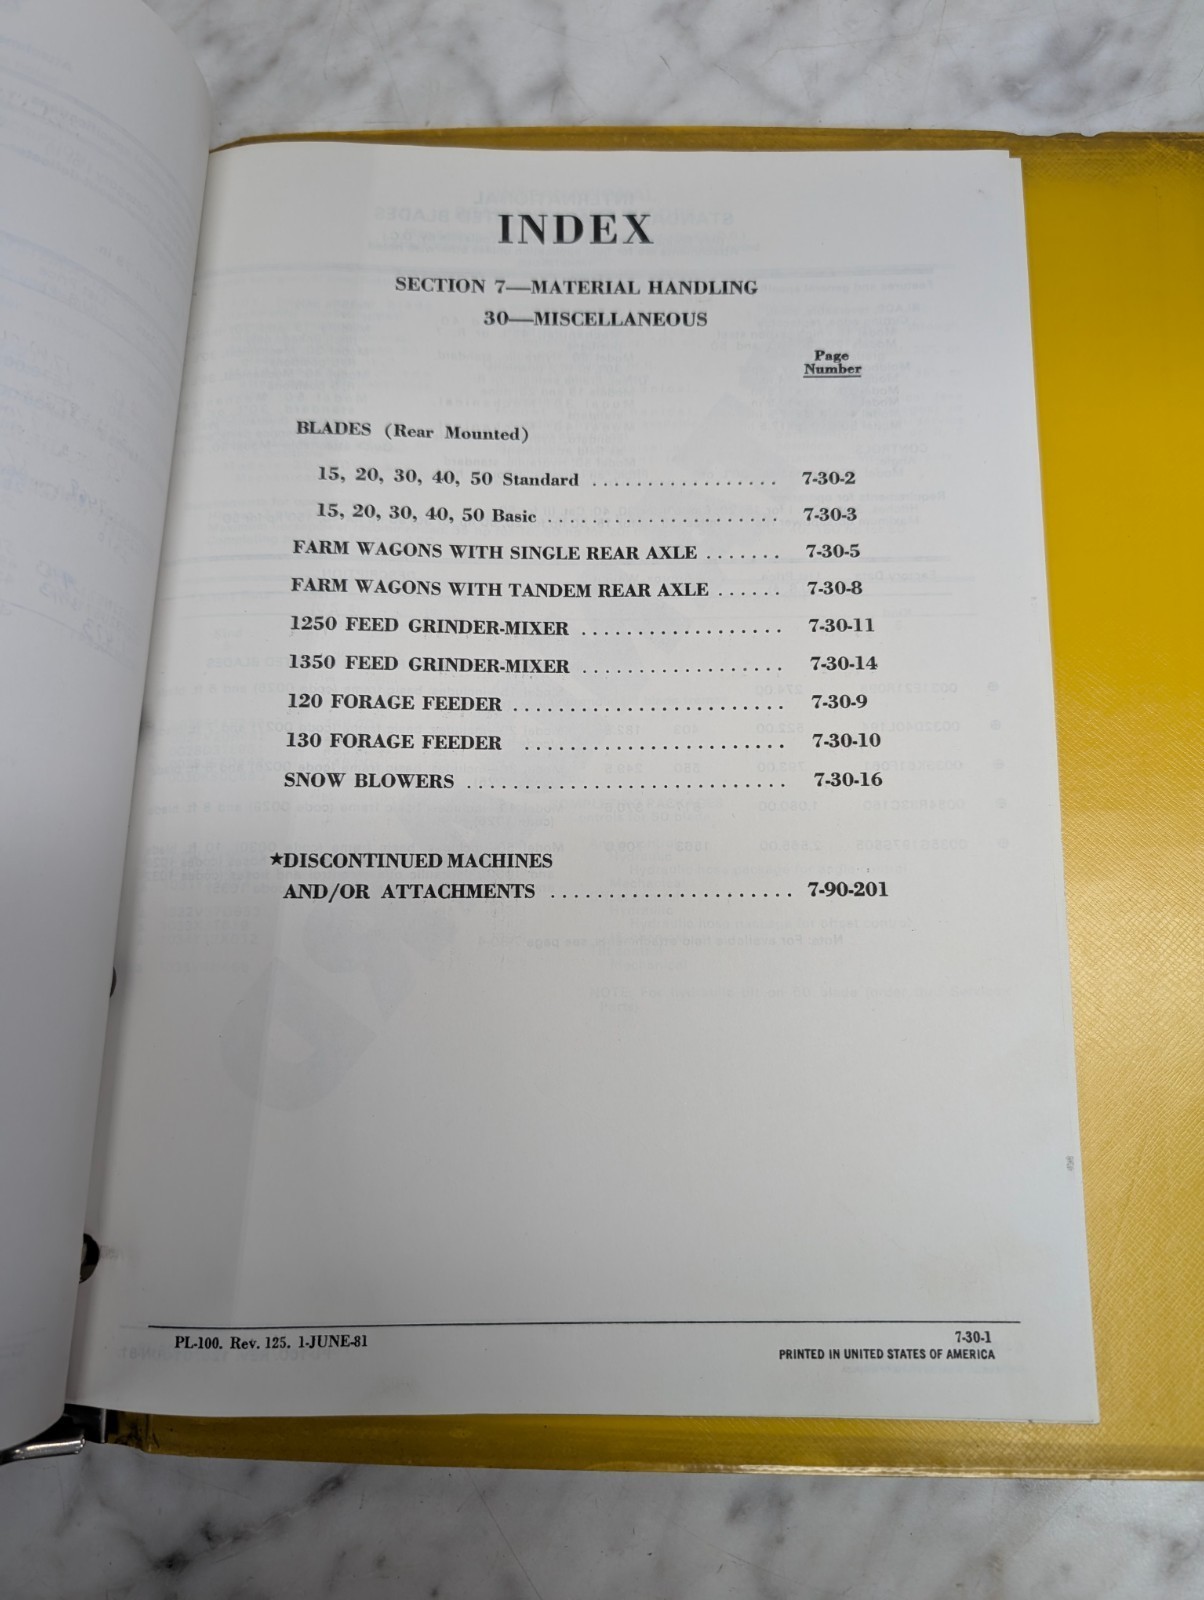 INDEX
SECTION 7—MATERIAL HANDLING
30—MISCELLANEOUS
Page
Number
BLADES (Rear Mounted)
15, 20, 30, 40, 50 Standard ................. 7-30-2
15, 20, 30, 40, 50 Basic ..................... 7-30-3
FARM WAGONS WITH SINGLE REAR AXLE ....... 7-30-5
FARM WAGONS WITH TANDEM REAR AXLE ...... 7-30-8
1250 FEED GRINDER-MIXER .................. 7-30-11
1350 FEED GRINDER-MIXER .................. 7-30-14
120 FORAGE FEEDER ........................ 7-30-9
130 FORAGE FEEDER ....................... 7-30-10
SNOW BLOWERS ............................ 7-30-16
★DISCONTINUED MACHINES
AND/OR ATTACHMENTS ..................... 7-90-201
PL-100. Rev. 125. 1-JUNE-81
7-30-1
PRINTED IN UNITED STATES OF AMERICA